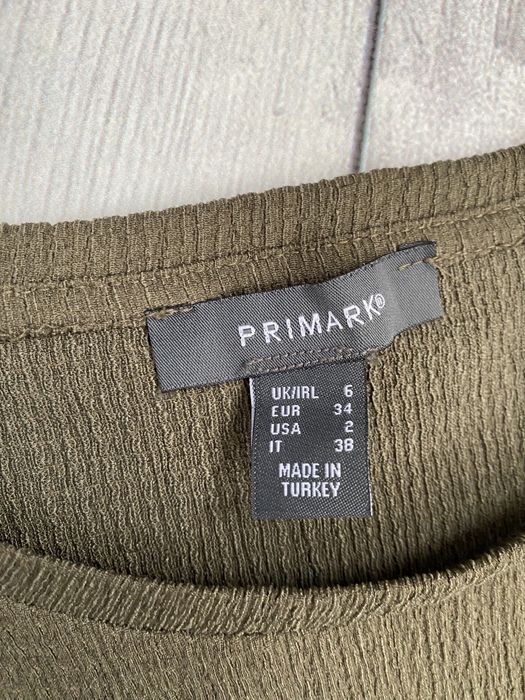 PRIMARK®
UK/IRL 6
EUR 34
USA 2
IT 38
MADE IN
TURKEY